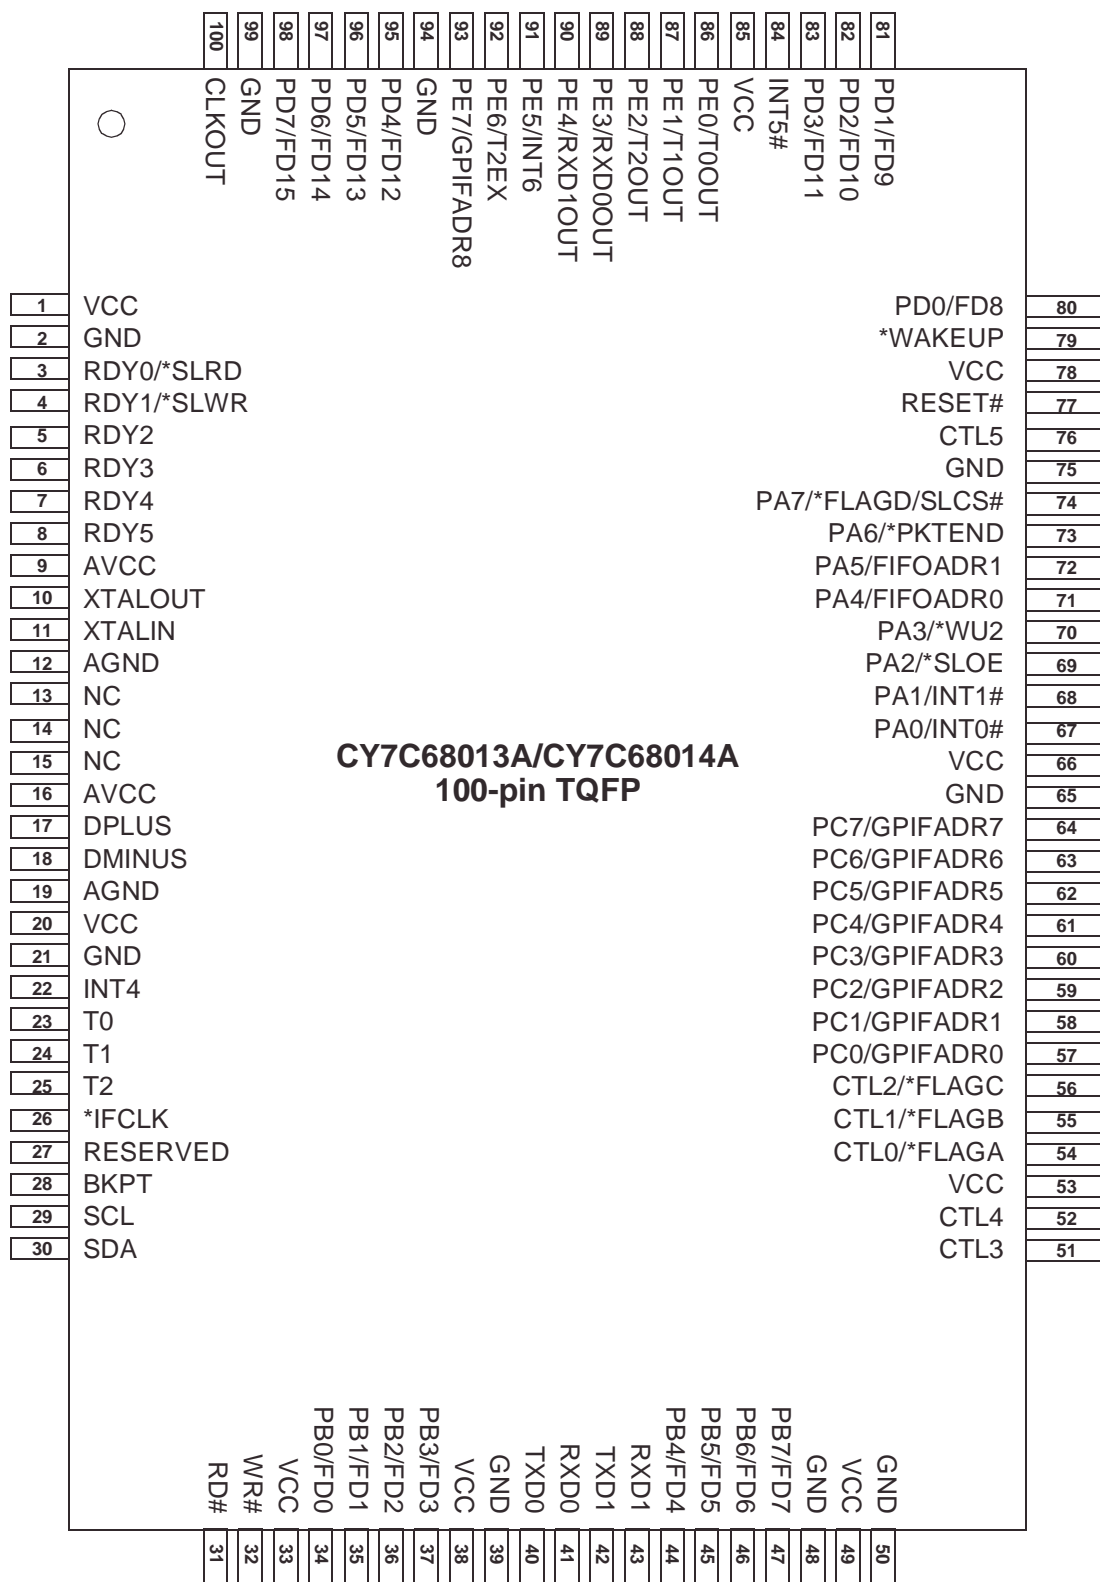 100 99 98 97 96 95 94 93 92 91 90 89 88 87 86 85 84 83 82 81
CLKOUT
GND
PD7/FD15
PD6/FD14
PD5/FD13
PD4/FD12
GND
PE7/GPIFADR8
PE6/T2EX
PE5/INT6
PE4/RXD1OUT
PE3/RXD0OUT
PE2/T2OUT
PE1/T1OUT
PE0/T0OUT
VCC
INT5#
PD3/FD11
PD2/FD10
PD1/FD9
1 VCC PD0/FD8 80
2 GND *WAKEUP 79
3 RDY0/*SLRD VCC 78
4 RDY1/*SLWR RESET# 77
5 RDY2 CTL5 76
6 RDY3 GND 75
7 RDY4 PA7/*FLAGD/SLCS# 74
8 RDY5 PA6/*PKTEND 73
9 AVCC PA5/FIFOADR1 72
10 XTALOUT PA4/FIFOADR0 71
11 XTALIN PA3/*WU2 70
12 AGND PA2/*SLOE 69
13 NC PA1/INT1# 68
14 NC PA0/INT0# 67
15 NC VCC 66
CY7C68013A/CY7C68014A
100-pin TQFP
16 AVCC GND 65
17 DPLUS PC7/GPIFADR7 64
18 DMINUS PC6/GPIFADR6 63
19 AGND PC5/GPIFADR5 62
20 VCC PC4/GPIFADR4 61
21 GND PC3/GPIFADR3 60
22 INT4 PC2/GPIFADR2 59
23 T0 PC1/GPIFADR1 58
24 T1 PC0/GPIFADR0 57
25 T2 CTL2/*FLAGC 56
26 *IFCLK CTL1/*FLAGB 55
27 RESERVED CTL0/*FLAGA 54
28 BKPT VCC 53
29 SCL CTL4 52
30 SDA CTL3 51
RD#
WR#
VCC
PB0/FD0
PB1/FD1
PB2/FD2
PB3/FD3
VCC
GND
TXD0
RXD0
TXD1
RXD1
PB4/FD4
PB5/FD5
PB6/FD6
PB7/FD7
GND
VCC
GND
31 32 33 34 35 36 37 38 39 40 41 42 43 44 45 46 47 48 49 50